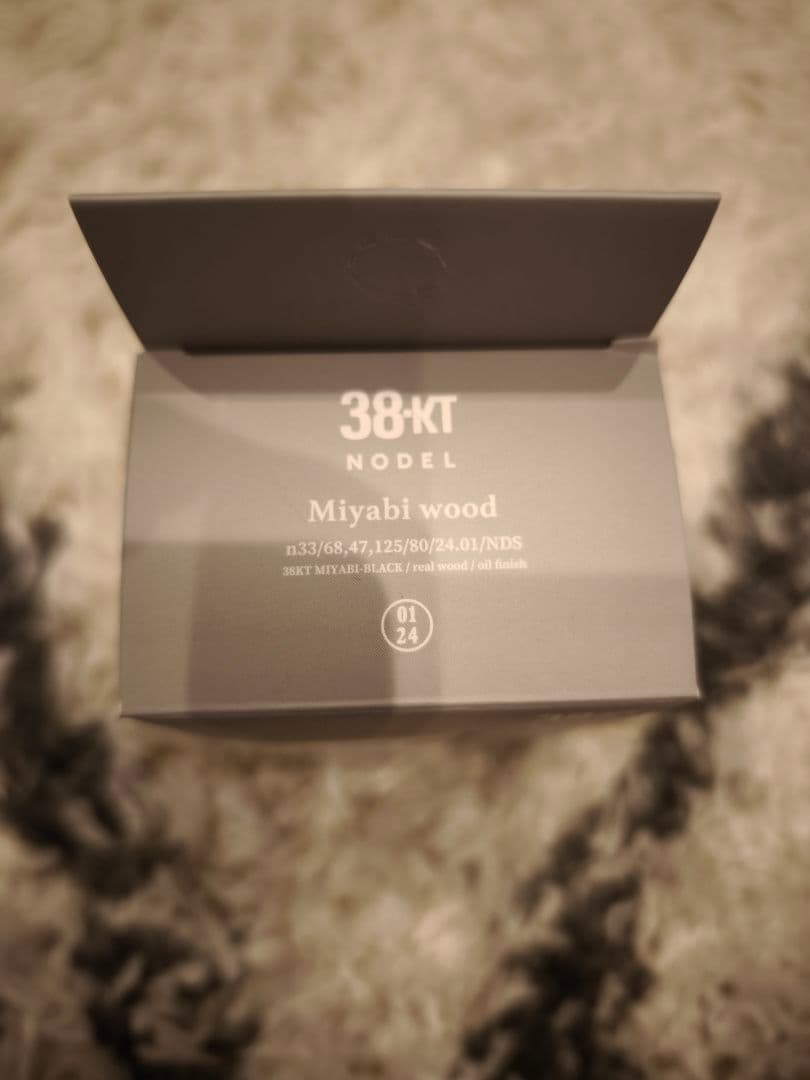 38-KT
NODEL
Miyabi wood
n33/68,47,125/80/24.01/NDS
38KT MIYABI-BLACK / real wood / oil finish
01
24